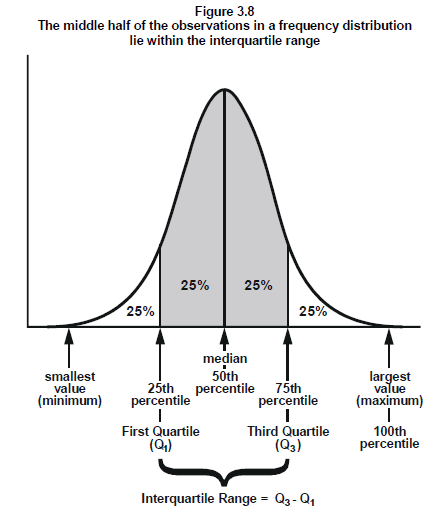 Figure 3.8
The middle half of the observations in a frequency distribution
lie within the interquartile range
25%
25%
25%
25%
smallest
value
(minimum)
25th
percentile
First Quartile
(Q1)
median
50th
percentile
75th
percentile
Third Quartile
(Q3)
largest
value
(maximum)
100th
percentile
Interquartile Range = Q3 - Q1